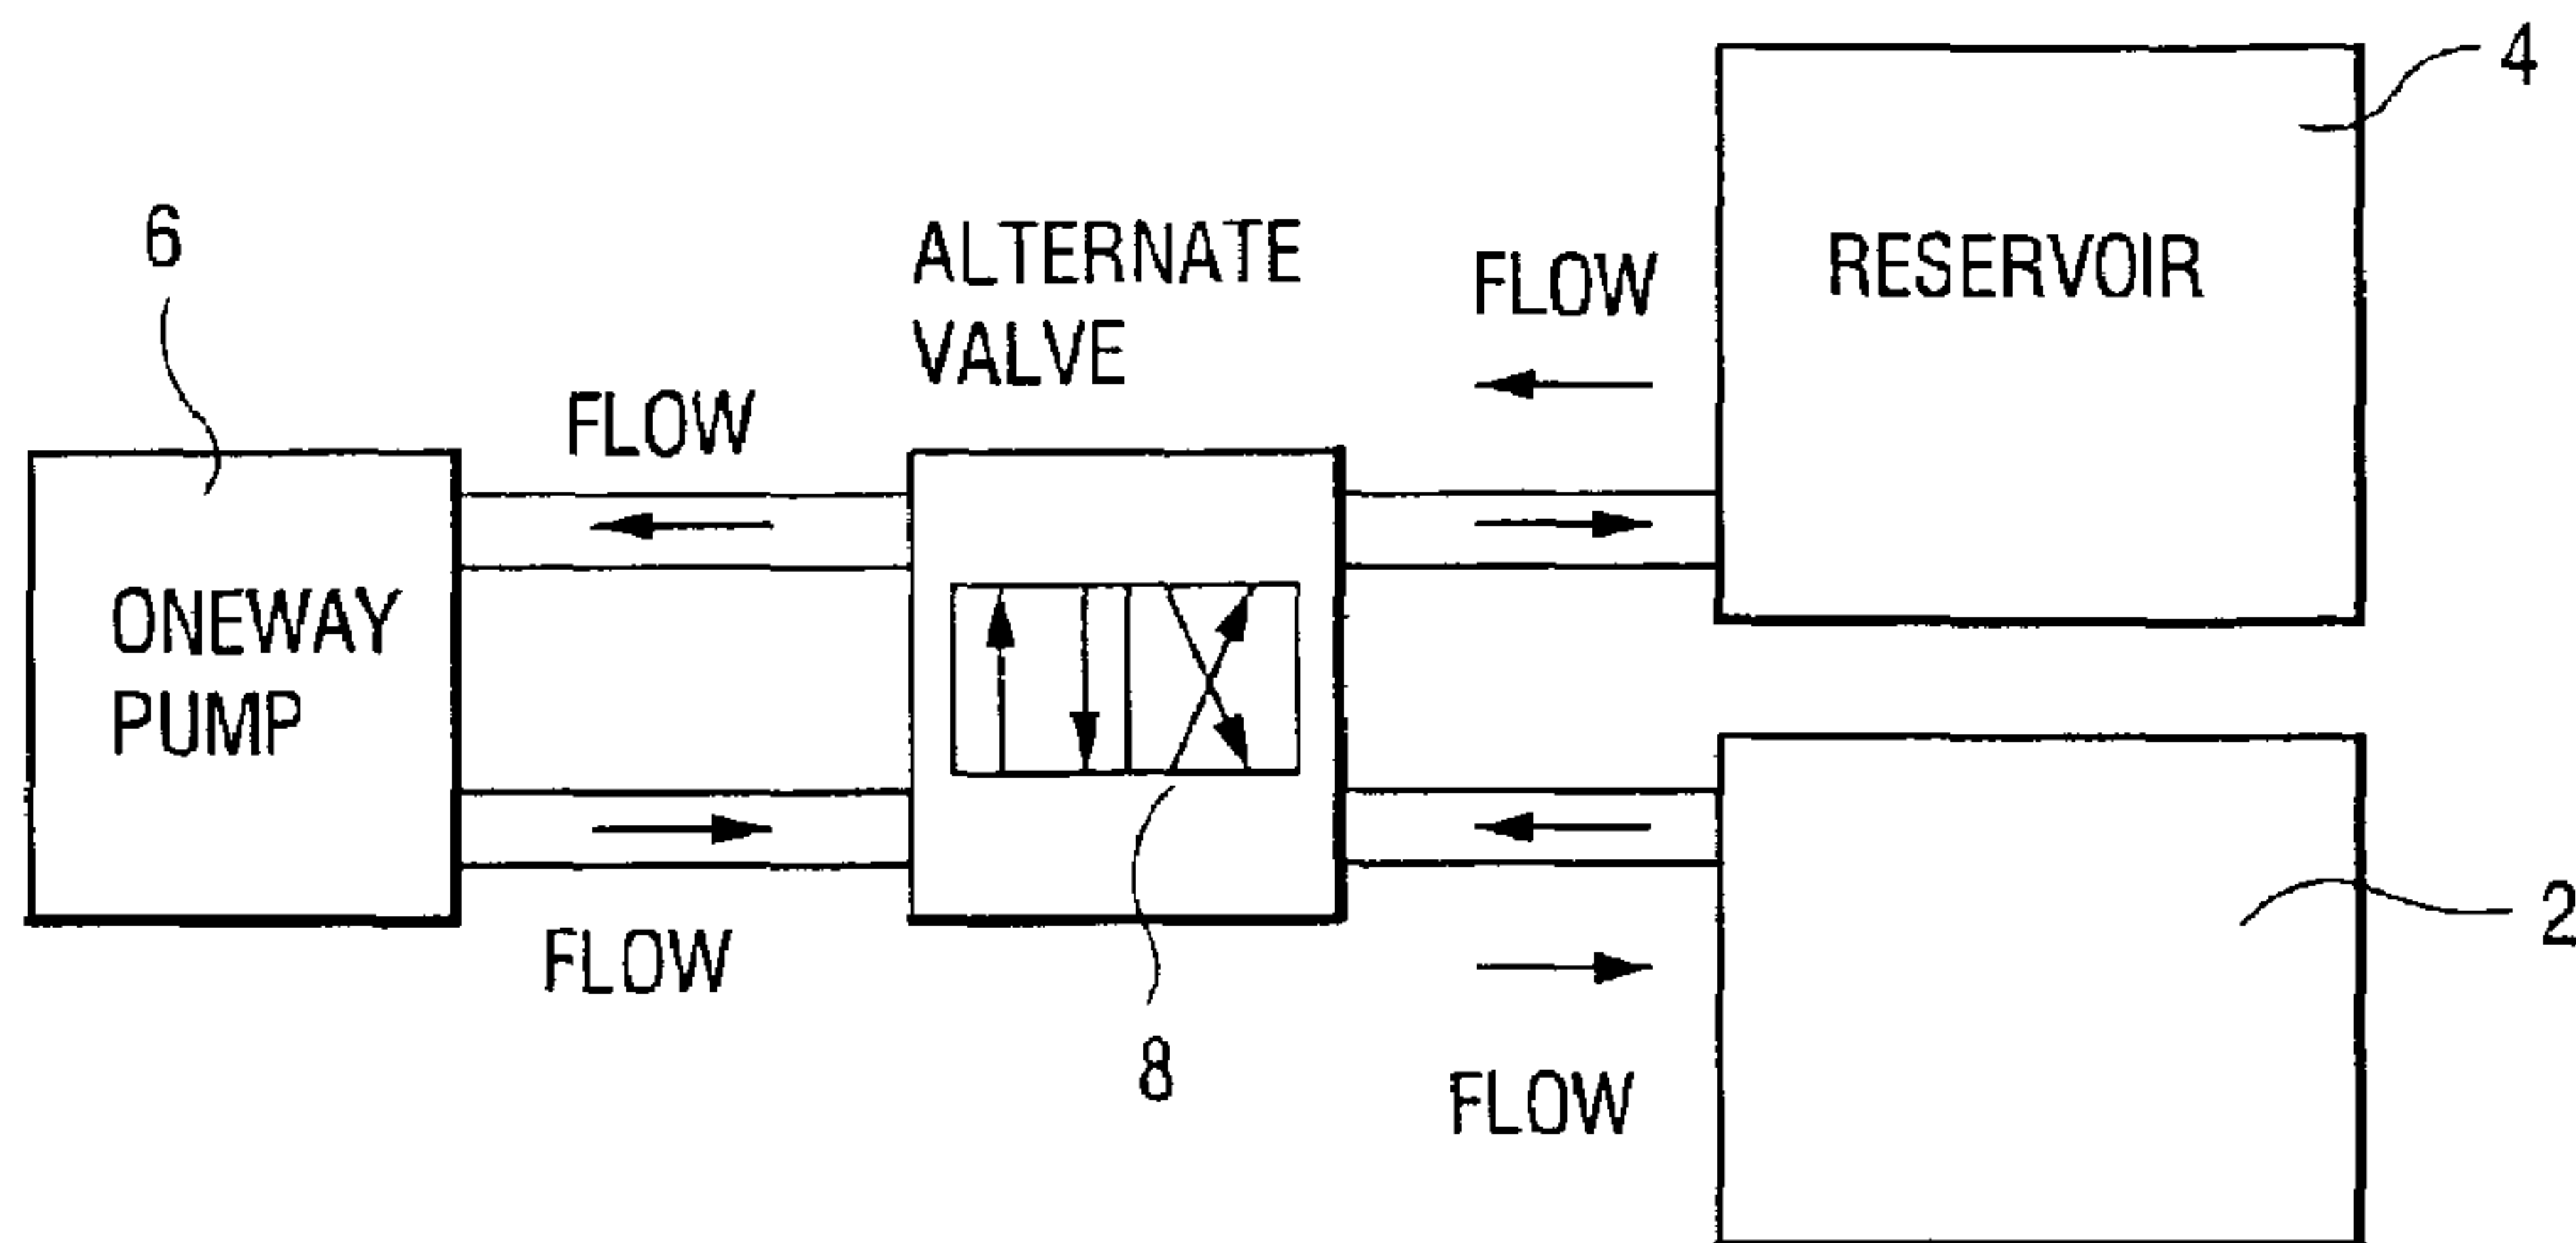 4
6
ALTERNATE
VALVE
FLOW
RESERVOIR
FLOW
ONEWAY
PUMP
2
FLOW
8
FLOW